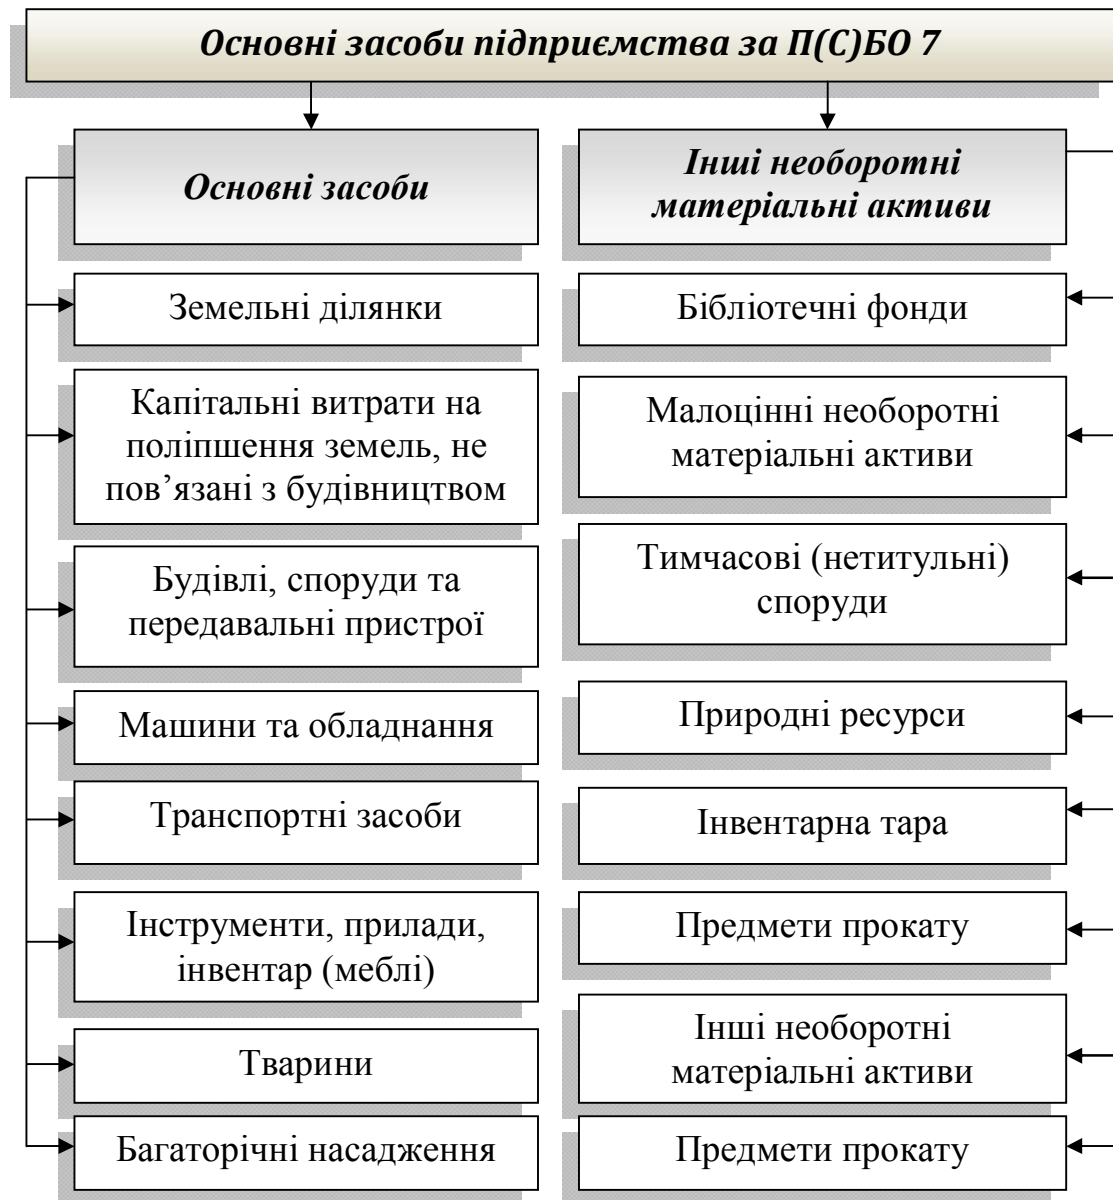 Основні засоби підприємства за П(С)БО 7
Основні засоби
Земельні ділянки
Капітальні витрати на
поліпшення земель, не
пов’язані з будівництвом
Будівлі, споруди та
передавальні пристрої
Машини та обладнання
Транспортні засоби
Інструменти, прилади,
інвентар (меблі)
Тварини
Багаторічні насадження
Інші необоротні
матеріальні активи
Бібліотечні фонди
Малоцінні необоротні
матеріальні активи
Тимчасові (нетитульні)
споруди
Природні ресурси
Інвентарна тара
Предмети прокату
Інші необоротні
матеріальні активи
Предмети прокату